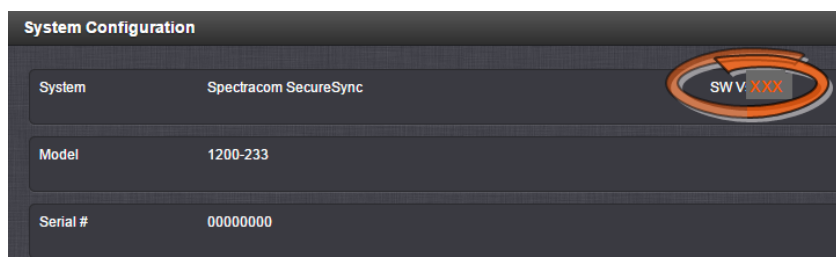 System Configuration
System Spectracom SecureSync SW V XXX
Model 1200-233
Serial # 00000000